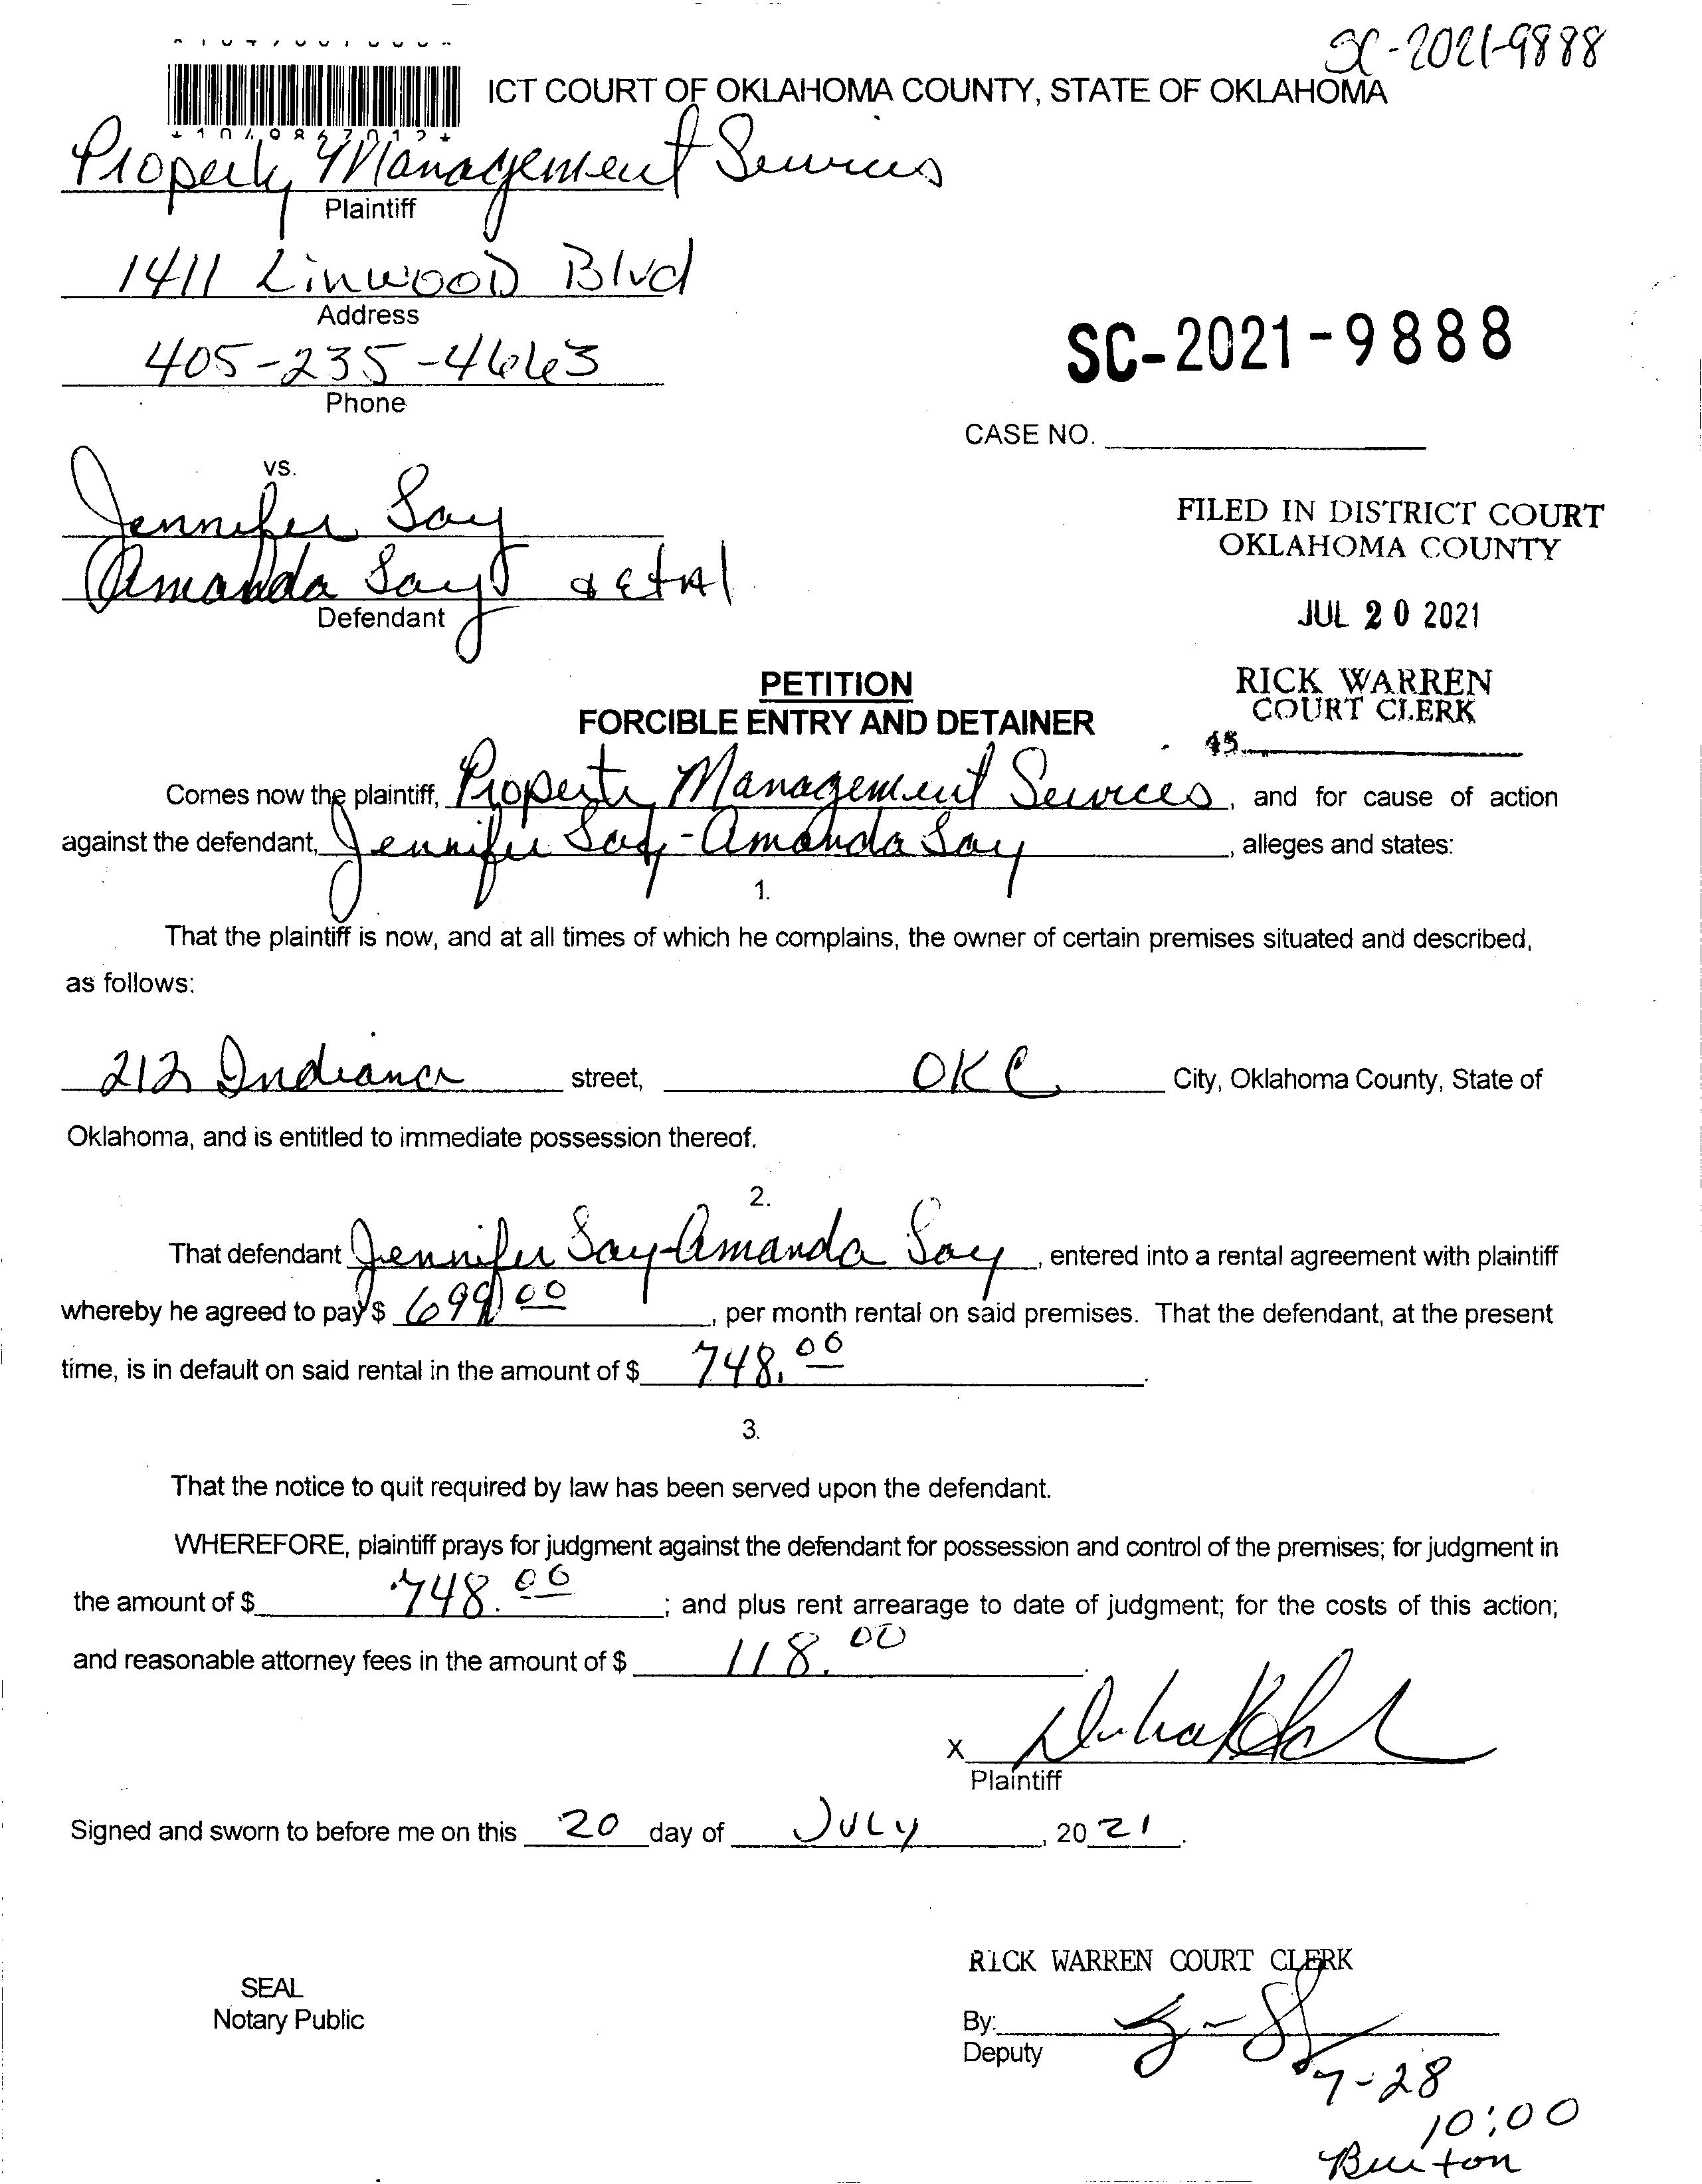 SC-2021-9888
ICT COURT OF OKLAHOMA COUNTY, STATE OF OKLAHOMA
Property Management Services
Plaintiff
1411 Linwood Blvd
Address
405-235-4663
Phone
SC-2021-9888
CASE NO.
vs.
Jennifer Say
Amanda Say & etAl
Defendant
FILED IN DISTRICT COURT
OKLAHOMA COUNTY
JUL 20 2021
RICK WARREN
COURT CLERK
45
PETITION
FORCIBLE ENTRY AND DETAINER
Comes now the plaintiff, Property Management Services, and for cause of action
against the defendant, Jennifer Say-Amanda Say, alleges and states:
1.
That the plaintiff is now, and at all times of which he complains, the owner of certain premises situated and described,
as follows:
212 Indiana street, OKC City, Oklahoma County, State of
Oklahoma, and is entitled to immediate possession thereof.
2.
That defendant Jennifer Say-Amanda Say, entered into a rental agreement with plaintiff
whereby he agreed to pay $ 699.00, per month rental on said premises. That the defendant, at the present
time, is in default on said rental in the amount of $ 748.00.
3.
That the notice to quit required by law has been served upon the defendant.
WHEREFORE, plaintiff prays for judgment against the defendant for possession and control of the premises; for judgment in
the amount of $ 748.00; and plus rent arrearage to date of judgment; for the costs of this action;
and reasonable attorney fees in the amount of $ 118.00.
X
Plaintiff
Signed and sworn to before me on this 20 day of JULY, 2021.
RICK WARREN COURT CLERK
SEAL
Notary Public
By:
Deputy
7-28
10:00
Burton